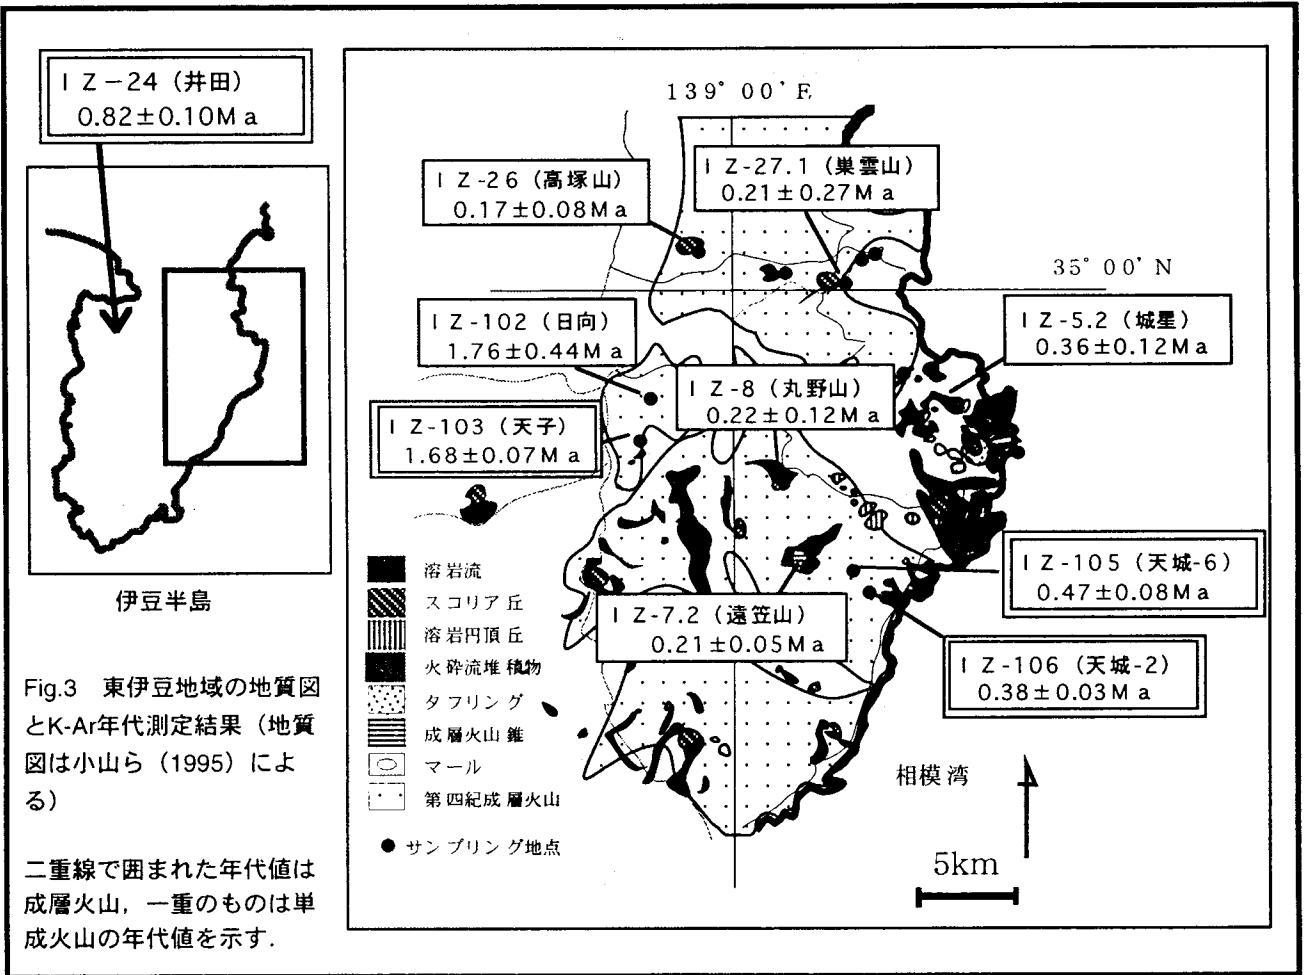 IZ-24（井田）
0.82±0.10Ma
伊豆半島
Fig.3　東伊豆地域の地質図
とK-Ar年代測定結果（地質
図は小山ら（1995）によ
る）
二重線で囲まれた年代値は
成層火山，一重のものは単
成火山の年代値を示す.
139°00'E
35°00'N
IZ-26（高塚山）
0.17±0.08Ma
IZ-27.1（巣雲山）
0.21±0.27Ma
IZ-102（日向）
1.76±0.44Ma
IZ-5.2（城星）
0.36±0.12Ma
IZ-8（丸野山）
0.22±0.12Ma
IZ-103（天子）
1.68±0.07Ma
IZ-105（天城-6）
0.47±0.08Ma
IZ-7.2（遠笠山）
0.21±0.05Ma
IZ-106（天城-2）
0.38±0.03Ma
溶岩流
スコリア丘
溶岩円頂丘
火砕流堆積物
タフリング
成層火山錐
マール
第四紀成層火山
サンプリング地点
相模湾
5km